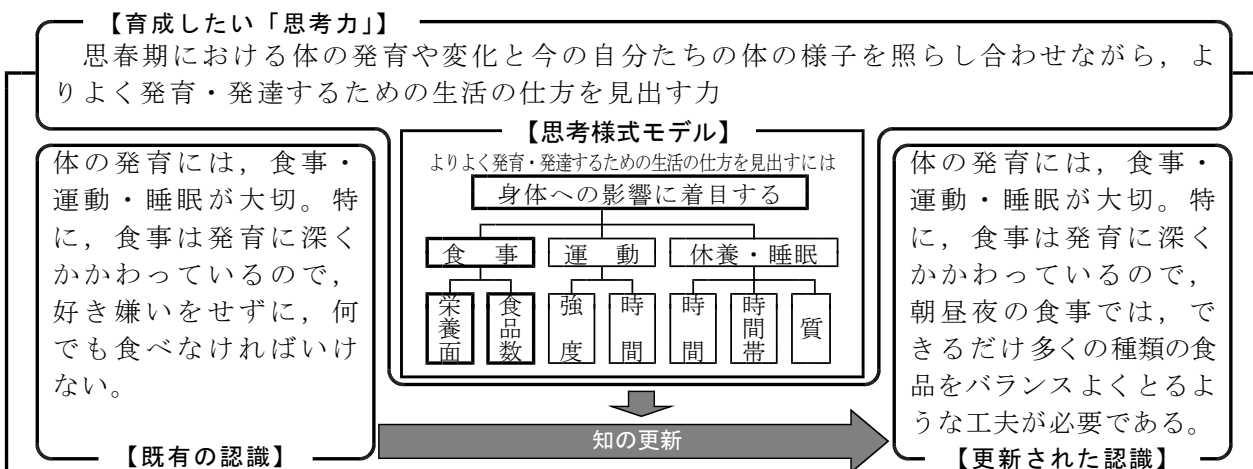 【育成したい「思考力」】
思春期における体の発育や変化と今の自分たちの体の様子を照らし合わせながら，よ
りよく発育・発達するための生活の仕方を見出す力
体の発育には，食事・
運動・睡眠が大切。特
に，食事は発育に深く
かかわっているので，
好き嫌いをせずに，何
でも食べなければいけ
ない。
【既有の認識】
【思考様式モデル】
よりよく発育・発達するための生活の仕方を見出すには
身体への影響に着目する
食　事
運　動
休養・睡眠
栄養面
食品数
強度
時間
時間
時間帯
質
知の更新
体の発育には，食事・
運動・睡眠が大切。特
に，食事は発育に深く
かかわっているので，
朝昼夜の食事では，で
きるだけ多くの種類の食
品をバランスよくとるよ
うな工夫が必要である。
【更新された認識】